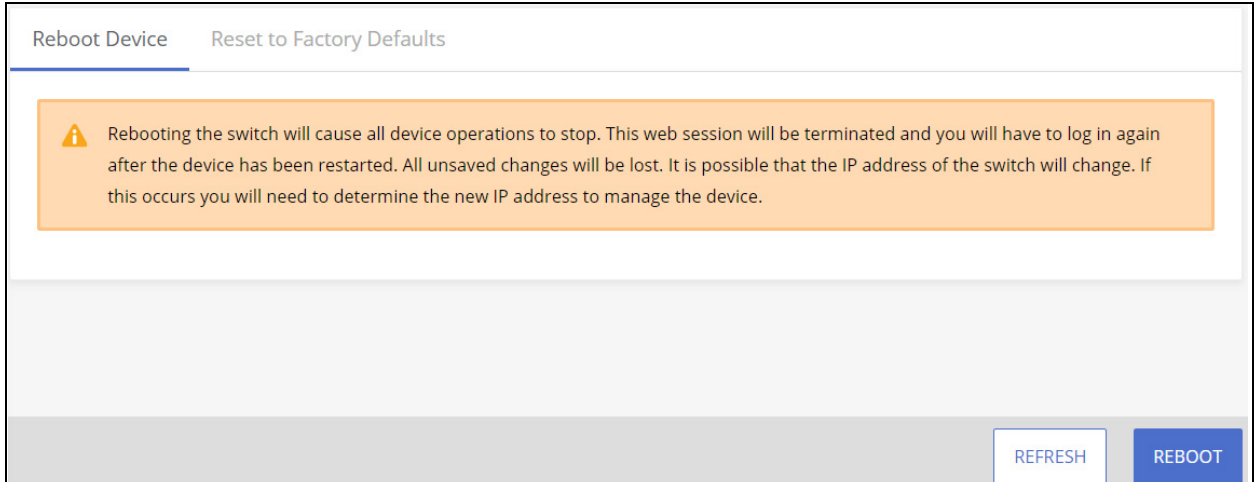 Reboot Device Reset to Factory Defaults
Rebooting the switch will cause all device operations to stop. This web session will be terminated and you will have to log in again
after the device has been restarted. All unsaved changes will be lost. It is possible that the IP address of the switch will change. If
this occurs you will need to determine the new IP address to manage the device.
REFRESH REBOOT